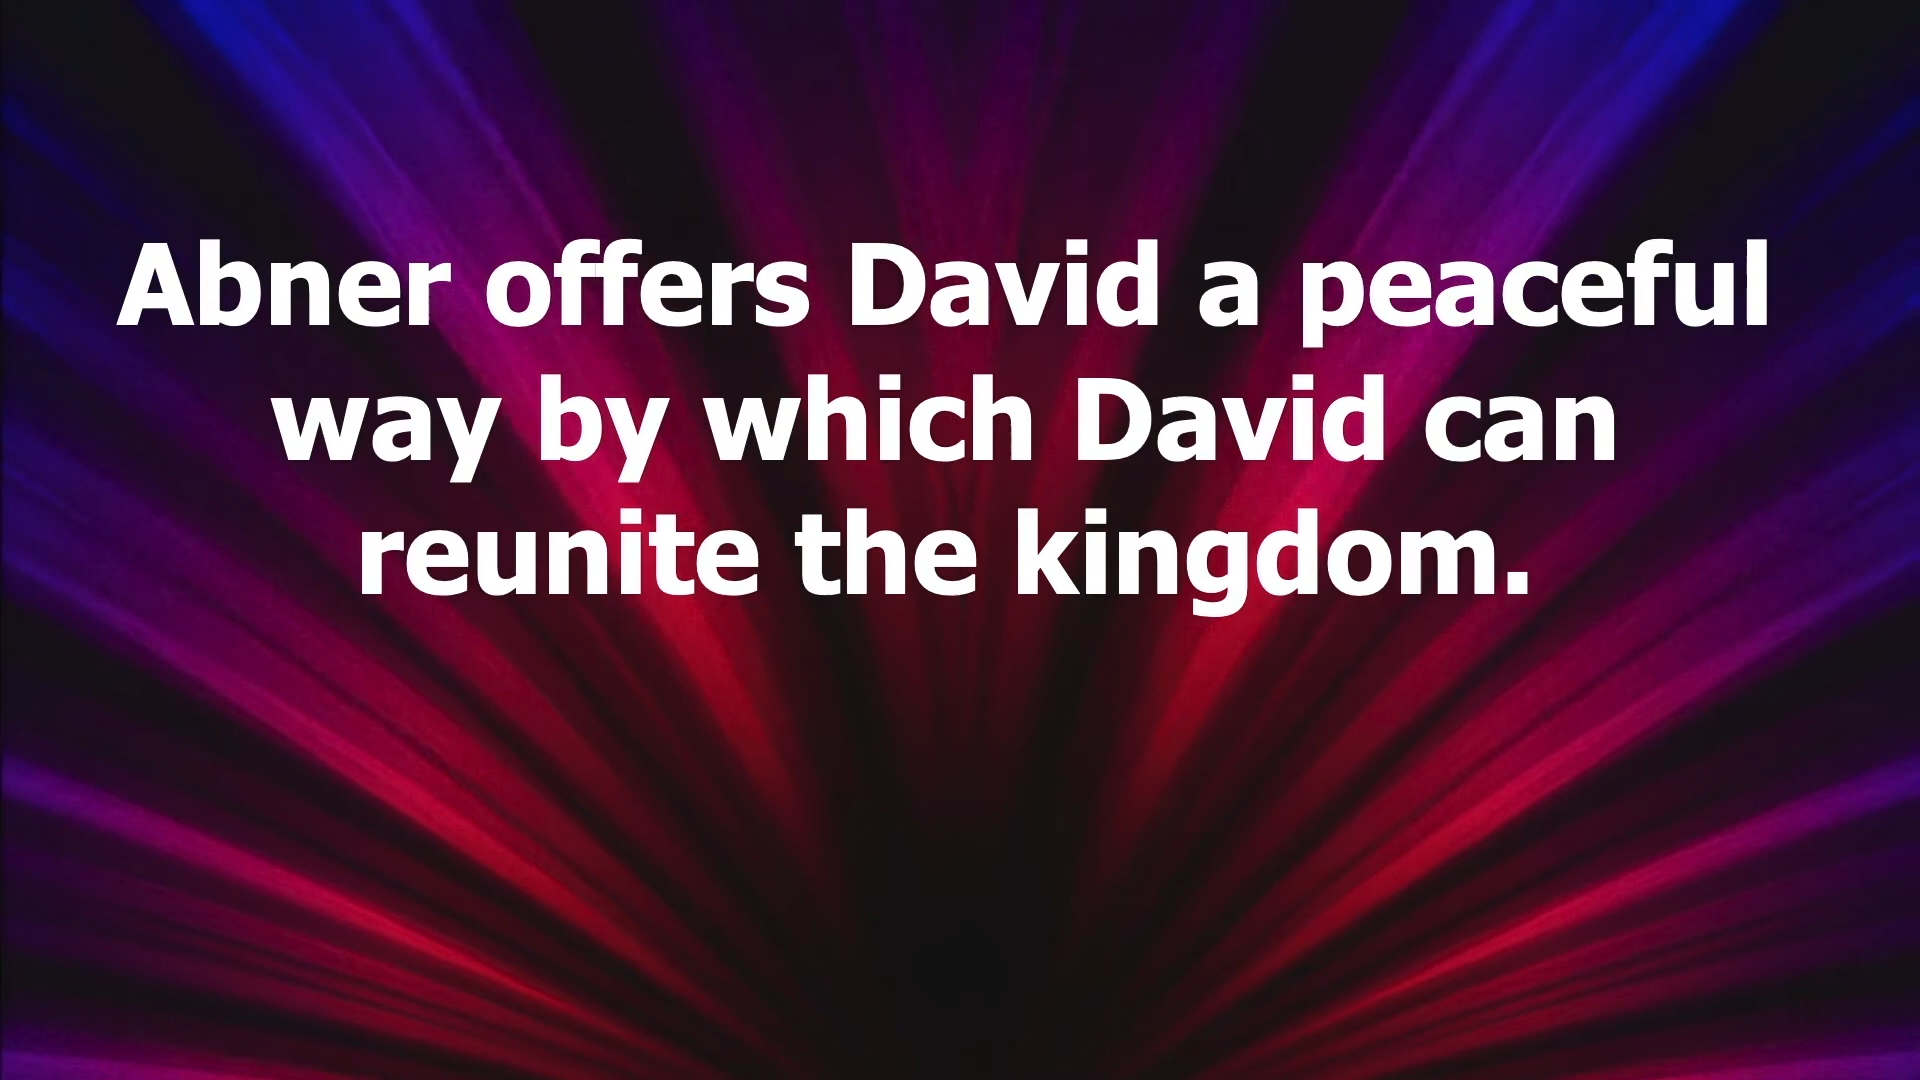 Abner offers David a peaceful
way by which David can
reunite the kingdom.